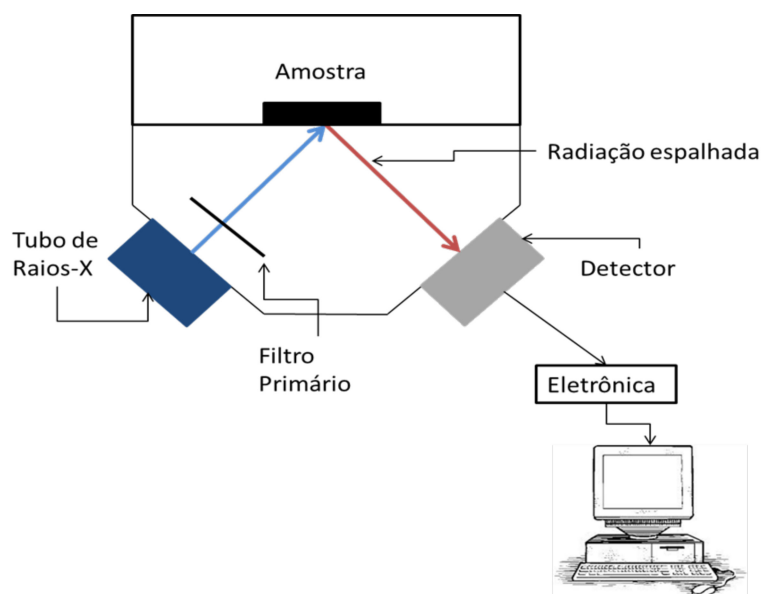 Amostra
Radiação espalhada
Tubo de
Raios-X
Detector
Filtro
Primário
Eletrônica